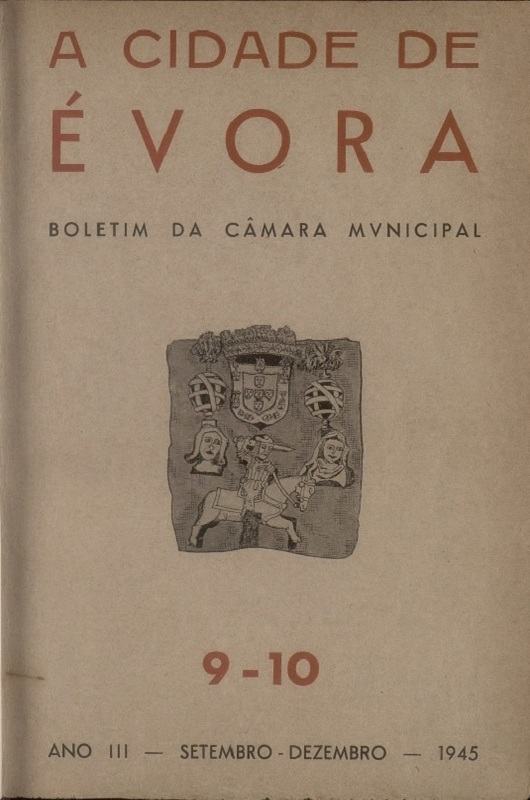 A CIDADE DE
ÉVORA
BOLETIM DA CÂMARA MVNICIPAL
9-10
ANO III — SETEMBRO - DEZEMBRO — 1945